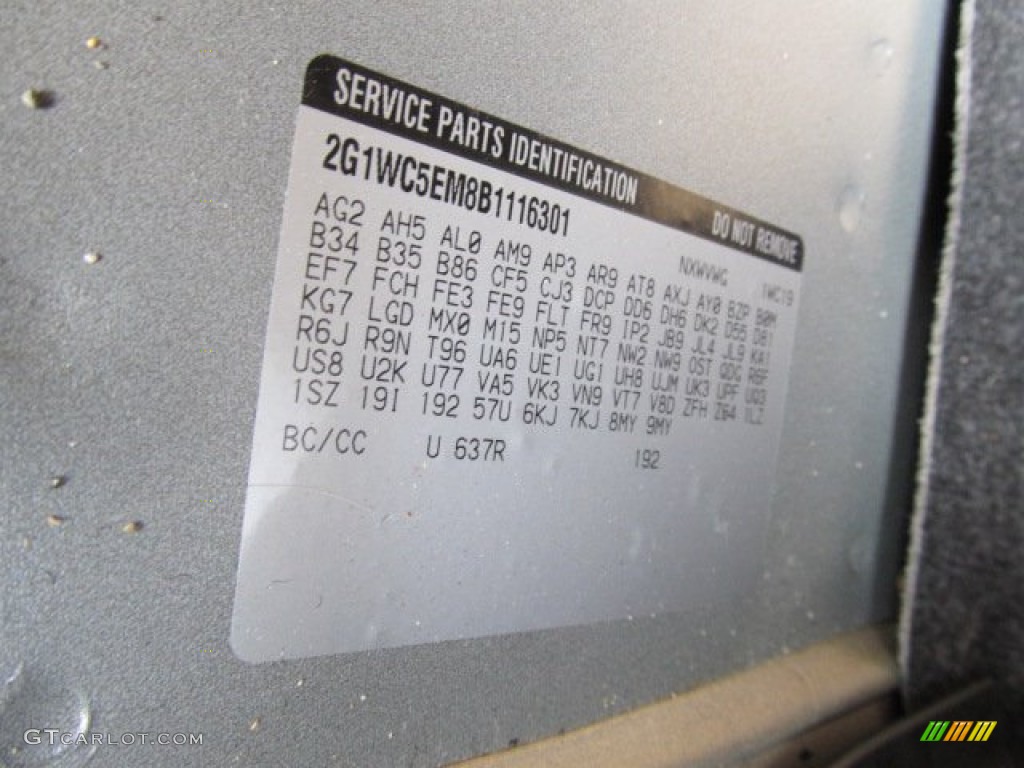 SERVICE PARTS IDENTIFICATION DO NOT REMOVE
2G1WC5EM8B1116301 NXWVWG 1WC19
AG2 AH5 AL0 AM9 AP3 AR9 AT8 AXJ AY0 BZP B0M
B34 B35 B86 CF5 CJ3 DCP DD6 DH6 DK2 D55 D81
EF7 FCH FE3 FE9 FLT FR9 IP2 JB9 JL4 JL9 KA1
KG7 LGD MX0 M15 NP5 NT7 NW2 NW9 OST QDG R6F
R6J R9N T96 UA6 UE1 UG1 UH8 UJM UK3 UPF UQ3
US8 U2K U77 VA5 VK3 VN9 VT7 V8D ZFH Z64 1LZ
1SZ 19I 192 57U 6KJ 7KJ 8MY 9MY
BC/CC U 637R 192
GTCARLOT.COM